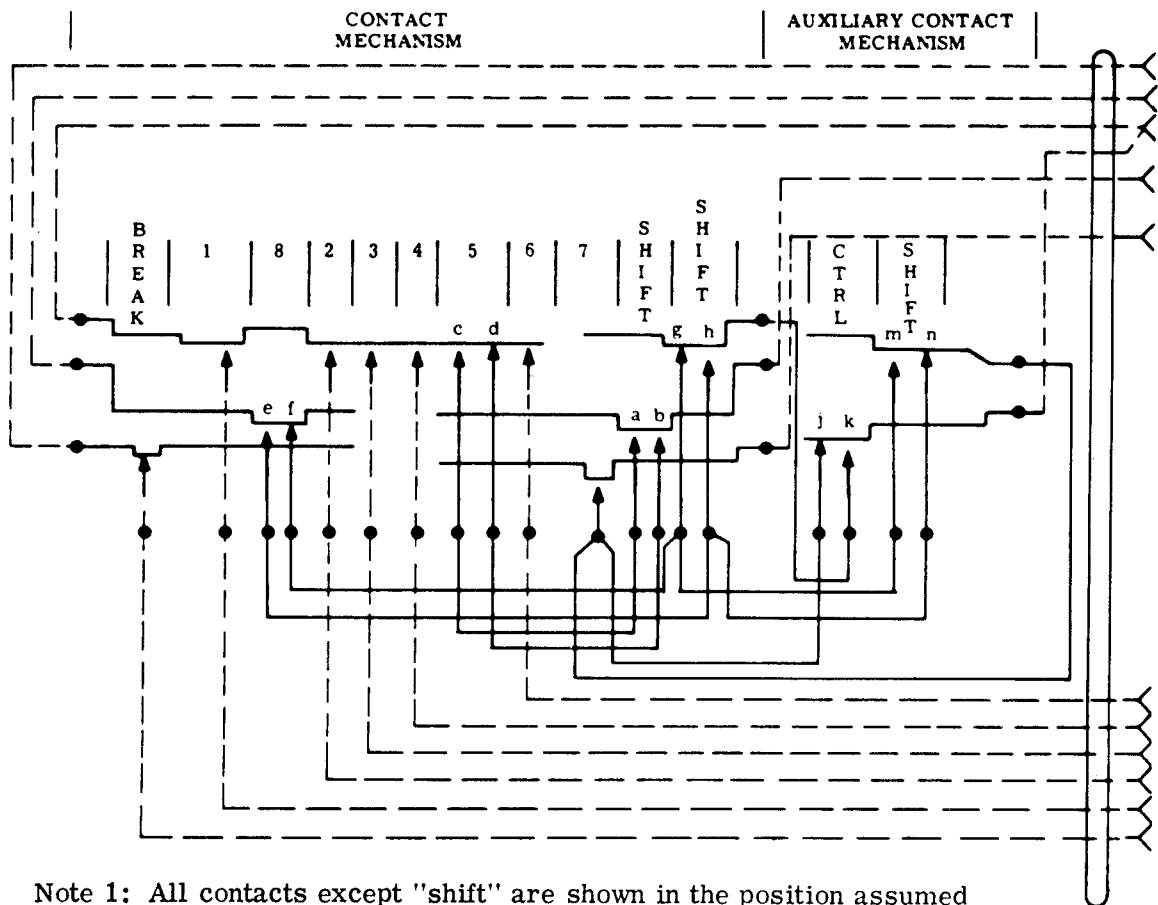 CONTACT
MECHANISM
AUXILIARY CONTACT
MECHANISM
BREAK
1
8
2
3
4
5
6
7
SHIFT
SHIFT
CTRL
SHIFT
c d
g h
m n
e f
a b
j k
Note 1: All contacts except "shift" are shown in the position assumed